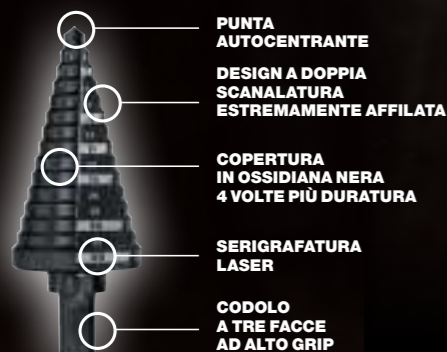 PUNTA
AUTOCENTRANTE
DESIGN A DOPPIA
SCANALATURA
ESTREMAMENTE AFFILATA
COPERTURA
IN OSSIDIANA NERA
4 VOLTE PIÙ DURATURA
SERIGRAFATURA
LASER
CODOLO
A TRE FACCE
AD ALTO GRIP